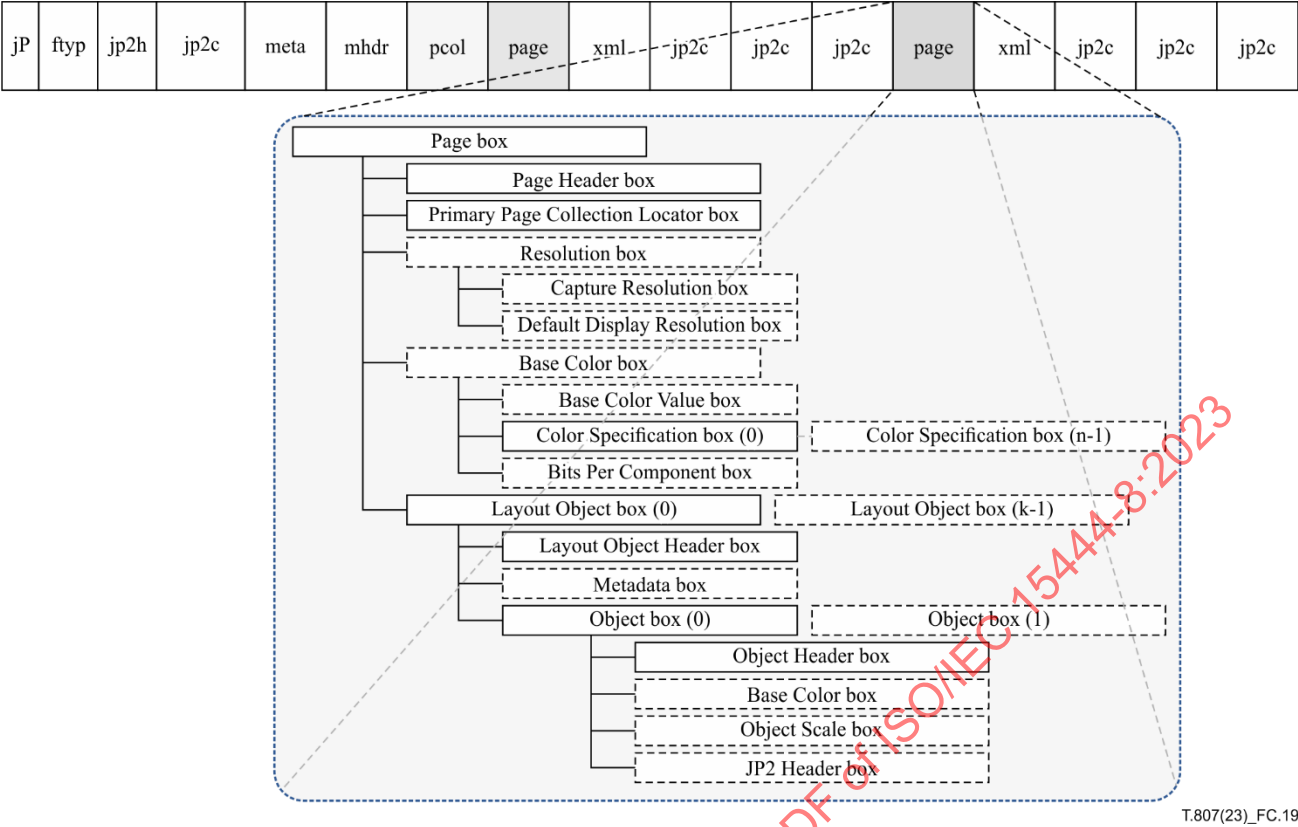 jP ftyp jp2h jp2c meta mhdr pcol page xml jp2c jp2c jp2c page xml jp2c jp2c jp2c
Page box
Page Header box
Primary Page Collection Locator box
Resolution box
Capture Resolution box
Default Display Resolution box
Base Color box
Base Color Value box
Color Specification box (0) Color Specification box (n-1)
Bits Per Component box
Layout Object box (0) Layout Object box (k-1)
Layout Object Header box
Metadata box
Object box (0) Object box (1)
Object Header box
Base Color box
Object Scale box
JP2 Header box
DF of ISO/IEC 15444-8:2023
T.807(23)_FC.19